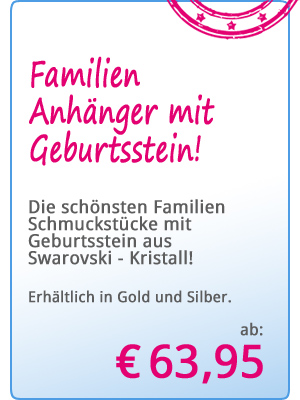 Familien
Anhänger mit
Geburtsstein!
Die schönsten Familien
Schmuckstücke mit
Geburtsstein aus
Swarovski - Kristall!
Erhältlich in Gold und Silber.
ab:
€ 63,95